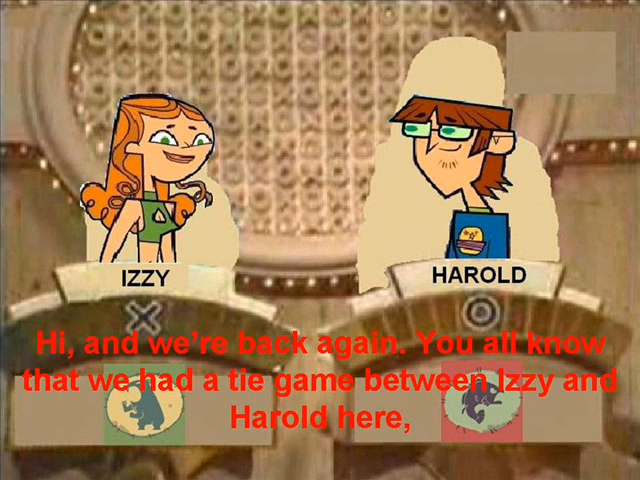 IZZY
HAROLD
Hi, and we’re back again. You all know
that we had a tie game between Izzy and
Harold here,